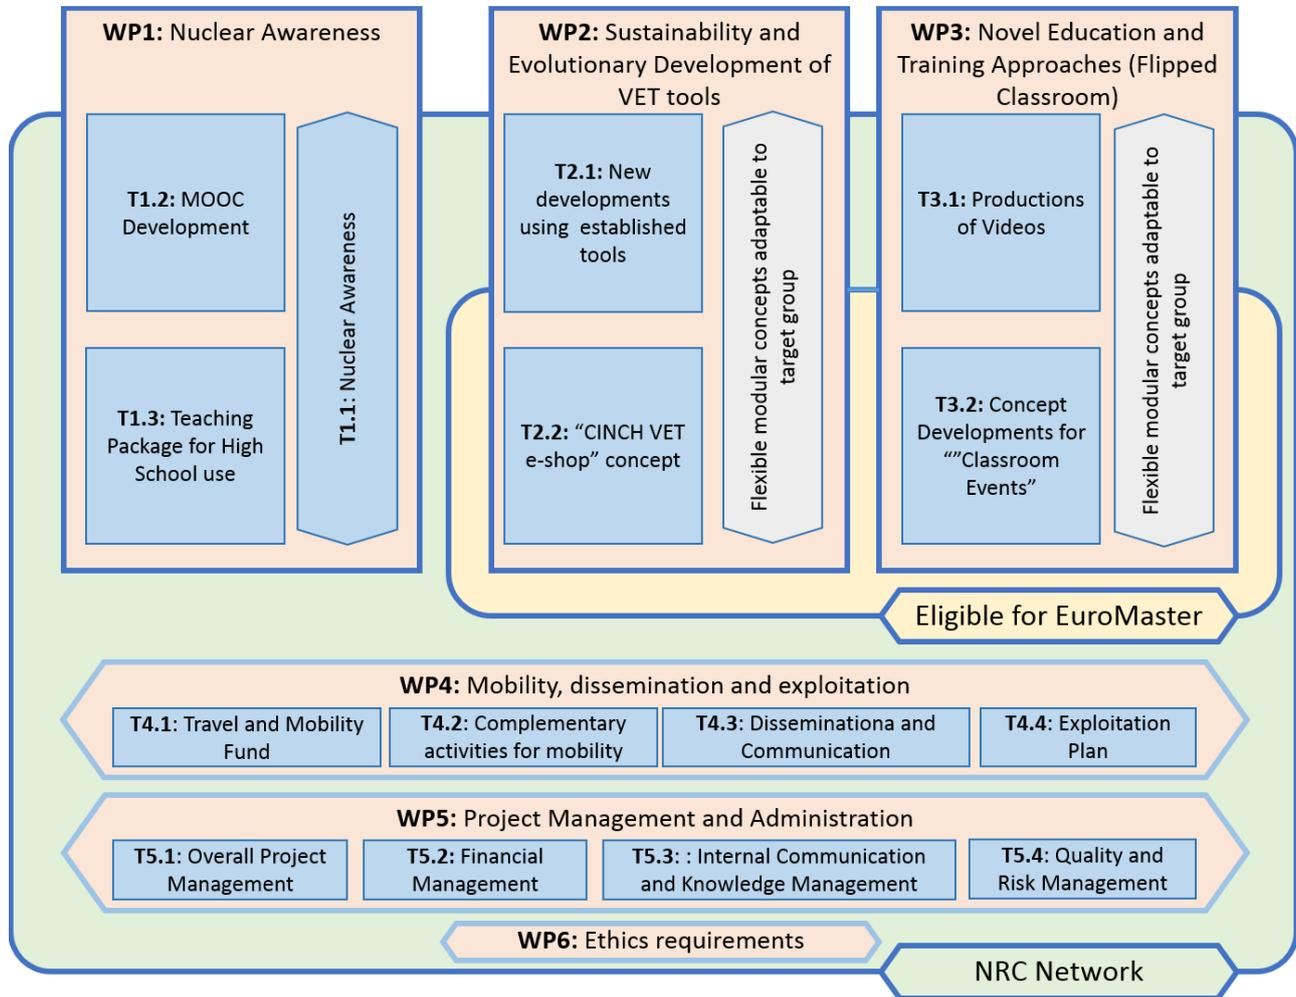 WP1: Nuclear Awareness
T1.2: MOOC
Development
T1.3: Teaching
Package for High
School use
T1.1: Nuclear Awareness
WP2: Sustainability and
Evolutionary Development of
VET tools
T2.1: New
developments
using  established
tools
T2.2: “CINCH VET
e-shop” concept
Flexible modular concepts adaptable to
target group
WP3: Novel Education and
Training Approaches (Flipped
Classroom)
T3.1: Productions
of Videos
T3.2: Concept
Developments for
“”Classroom
Events”
Flexible modular concepts adaptable to
target group
Eligible for EuroMaster
WP4: Mobility, dissemination and exploitation
T4.1: Travel and Mobility
Fund
T4.2: Complementary
activities for mobility
T4.3: Disseminationa and
Communication
T4.4: Exploitation
Plan
WP5: Project Management and Administration
T5.1: Overall Project
Management
T5.2: Financial
Management
T5.3: : Internal Communication
and Knowledge Management
T5.4: Quality and
Risk Management
WP6: Ethics requirements
NRC Network